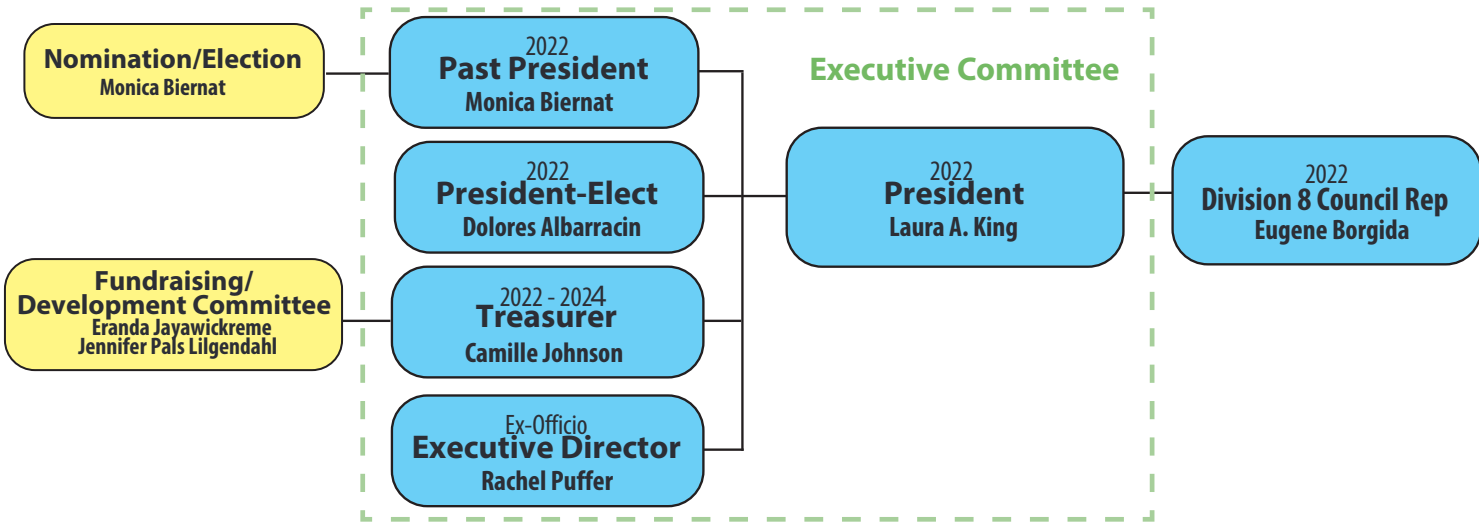 Nomination/Election
Monica Biernat
2022
Past President
Monica Biernat
Executive Committee
2022
President-Elect
Dolores Albarracin
2022
President
Laura A. King
2022
Division 8 Council Rep
Eugene Borgida
Fundraising/
Development Committee
Eranda Jayawickreme
Jennifer Pals Lilgendahl
2022 - 2024
Treasurer
Camille Johnson
Ex-Officio
Executive Director
Rachel Puffer